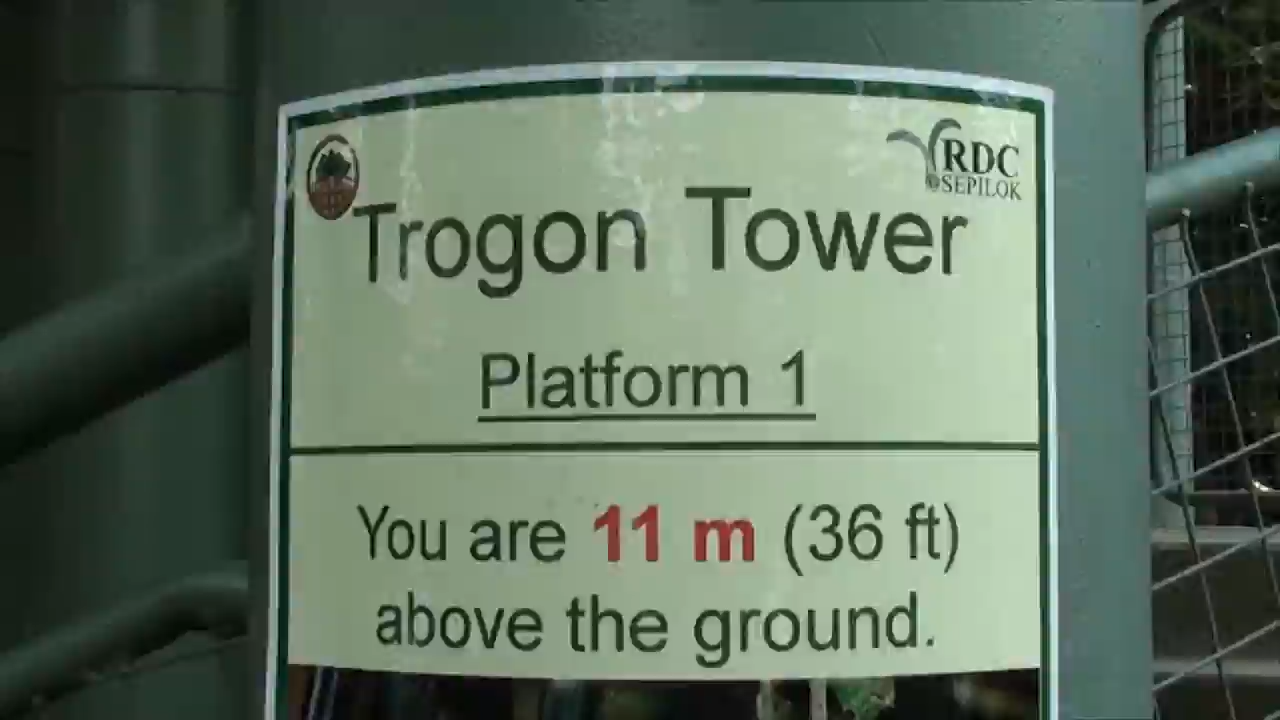 RDC
SEPILOK
Trogon Tower
Platform 1
You are 11 m (36 ft)
above the ground.